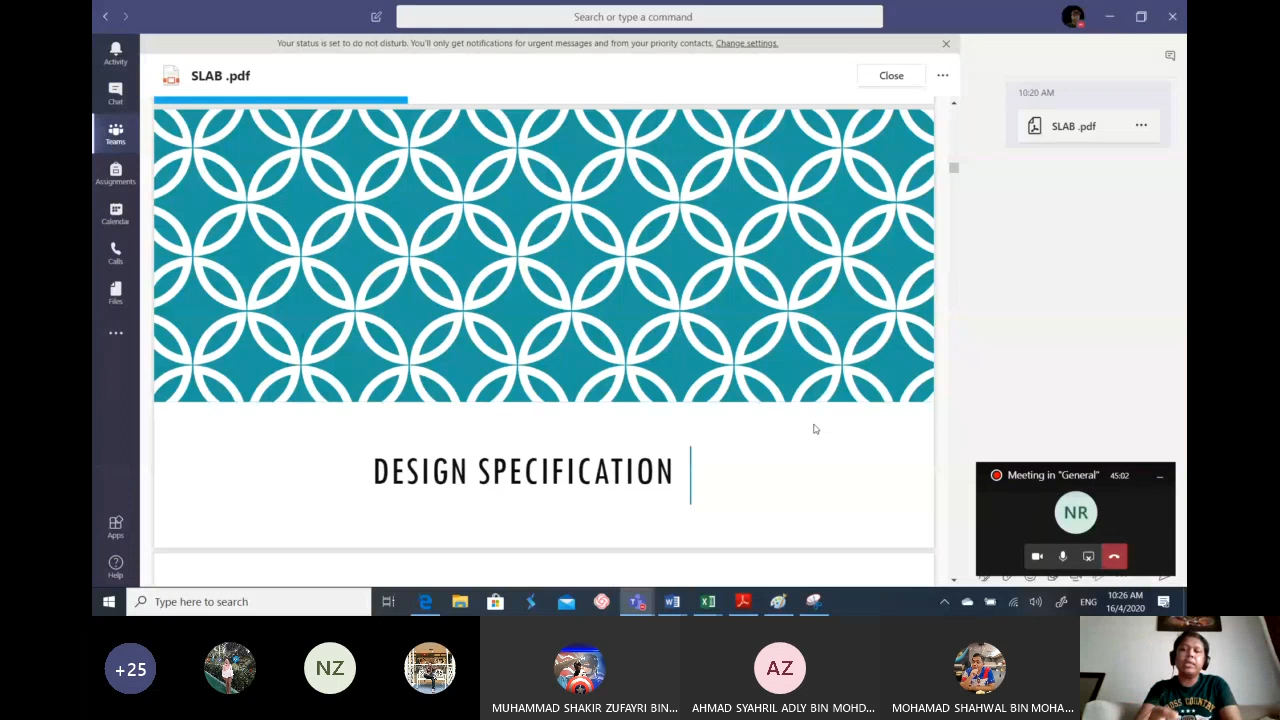 Search or type a command
Your status is set to do not disturb. You'll only get notifications for urgent messages and from your priority contacts. Change settings.
Activity
Chat
Teams
Assignments
Calendar
Calls
Files
Apps
Help
SLAB .pdf
Close
10:20 AM
SLAB .pdf
DESIGN SPECIFICATION
Meeting in "General" 45:02
NR
Type here to search
ENG
10:26 AM
16/4/2020
+25
NZ
MUHAMMAD SHAKIR ZUFAYRI BIN...
AZ
AHMAD SYAHRIL ADLY BIN MOHD...
MOHAMAD SHAHWAL BIN MOHA...
CROSS COUNTRY